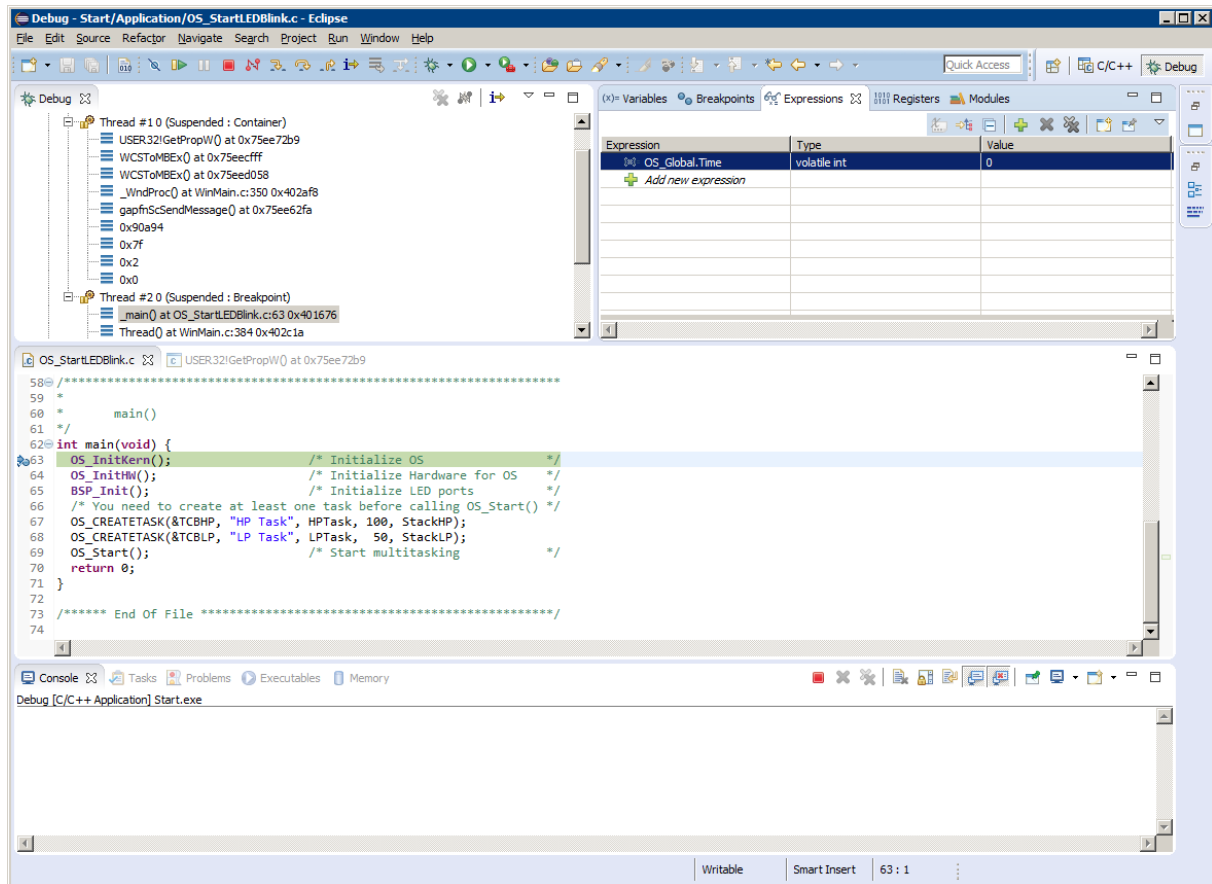 Debug - Start/Application/OS_StartLEDBlink.c - Eclipse
File Edit Source Refactor Navigate Search Project Run Window Help
Quick Access C/C++ Debug
Debug
Thread #1 0 (Suspended : Container)
USER32!GetPropW() at 0x75ee72b9
WCSToMBEx() at 0x75eecfff
WCSToMBEx() at 0x75eed058
_WndProc() at WinMain.c:350 0x402af8
gapfnScSendMessage() at 0x75ee62fa
0x90a94
0x7f
0x2
0x0
Thread #2 0 (Suspended : Breakpoint)
_main() at OS_StartLEDBlink.c:63 0x401676
Thread() at WinMain.c:384 0x402c1a
(x)= Variables Breakpoints Expressions Registers Modules
Expression Type Value
OS_Global.Time volatile int 0
Add new expression
OS_StartLEDBlink.c USER32!GetPropW() at 0x75ee72b9
58 /*********************************************************************
59 *
60 * main()
61 */
62 int main(void) {
63 OS_InitKern(); /* Initialize OS */
64 OS_InitHW(); /* Initialize Hardware for OS */
65 BSP_Init(); /* Initialize LED ports */
66 /* You need to create at least one task before calling OS_Start() */
67 OS_CREATETASK(&TCBHP, "HP Task", HPTask, 100, StackHP);
68 OS_CREATETASK(&TCBLP, "LP Task", LPTask, 50, StackLP);
69 OS_Start(); /* Start multitasking */
70 return 0;
71 }
72
73 /****** End Of File *************************************************/
74
Console Tasks Problems Executables Memory
Debug [C/C++ Application] Start.exe
Writable Smart Insert 63 : 1